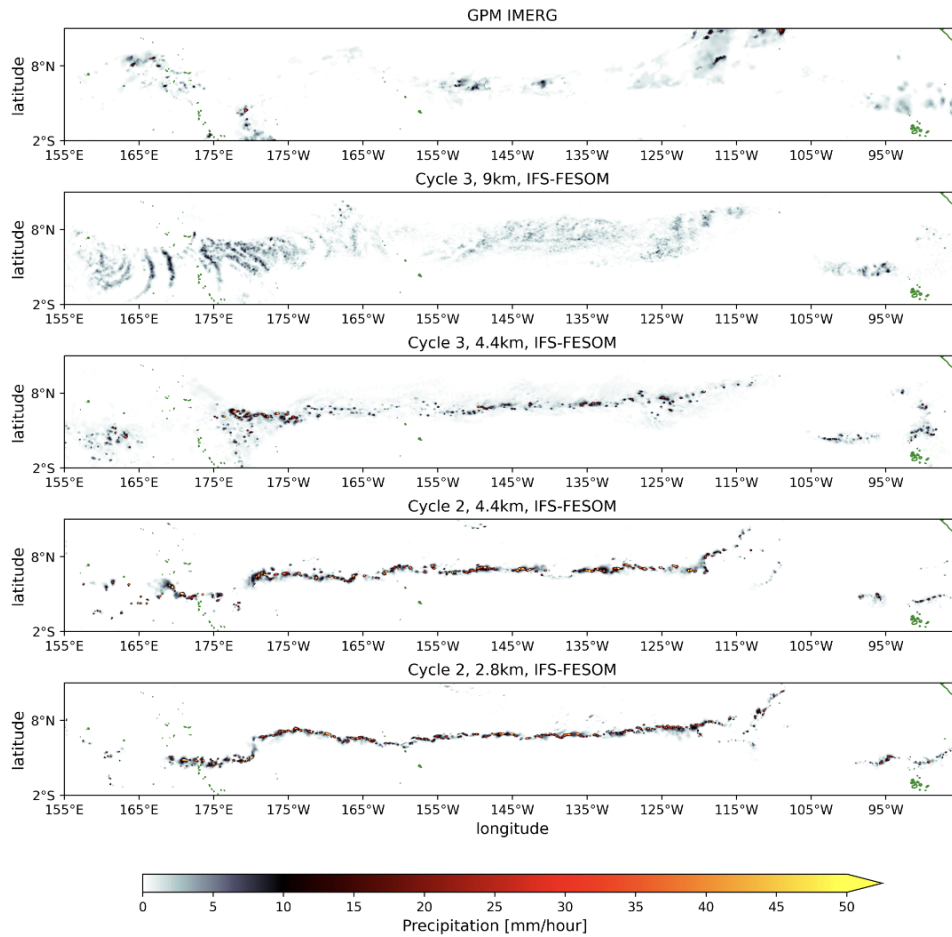 GPM IMERG
latitude
8°N
2°S
155°E 165°E 175°E 175°W 165°W 155°W 145°W 135°W 125°W 115°W 105°W 95°W
Cycle 3, 9km, IFS-FESOM
latitude
8°N
2°S
155°E 165°E 175°E 175°W 165°W 155°W 145°W 135°W 125°W 115°W 105°W 95°W
Cycle 3, 4.4km, IFS-FESOM
latitude
8°N
2°S
155°E 165°E 175°E 175°W 165°W 155°W 145°W 135°W 125°W 115°W 105°W 95°W
Cycle 2, 4.4km, IFS-FESOM
latitude
8°N
2°S
155°E 165°E 175°E 175°W 165°W 155°W 145°W 135°W 125°W 115°W 105°W 95°W
Cycle 2, 2.8km, IFS-FESOM
latitude
8°N
2°S
155°E 165°E 175°E 175°W 165°W 155°W 145°W 135°W 125°W 115°W 105°W 95°W
longitude
0 5 10 15 20 25 30 35 40 45 50
Precipitation [mm/hour]